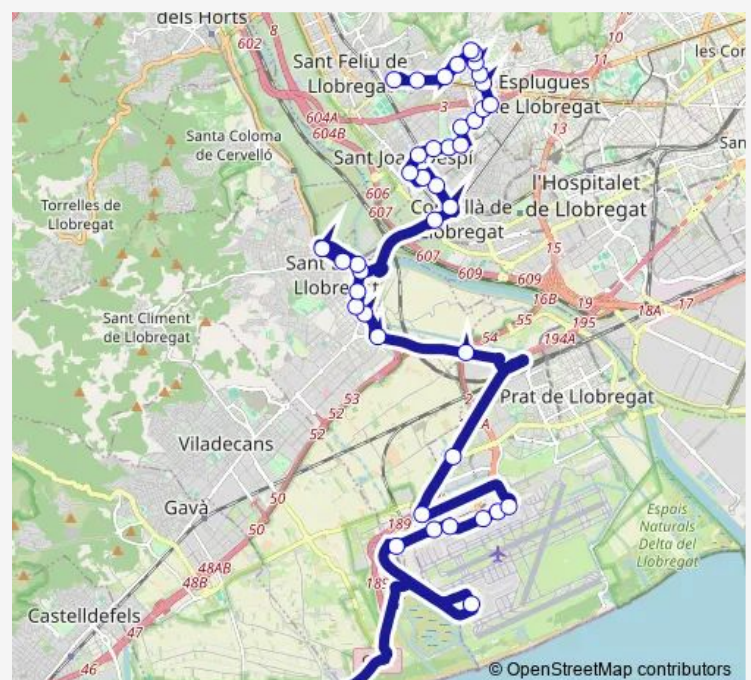 dels Horts
602
8
10
les Cor
Sant Feliu de
Llobrega
11
Esplugues
e Llobregat
3
604A
604B
10
13
Santa Coloma
de Cervelló
San
Sant Joa
espí
l'Hospitalet
de Llobregat
606
607
Torrelles de
Llobregat
Co
llà de
Llobregat
15
607
609
609
Sant
Llobre
t
16B
19
17
Sant Climent
de Llobregat
55
195
18A
54
194A
Prat de Llobregat
2
A
53
52
52
Viladecans
50
Gavà
50
189
Espais
Naturals
Delta del
Llobregat
48AB
48B
Castelldefels
47
46
© OpenStreetMap contributors